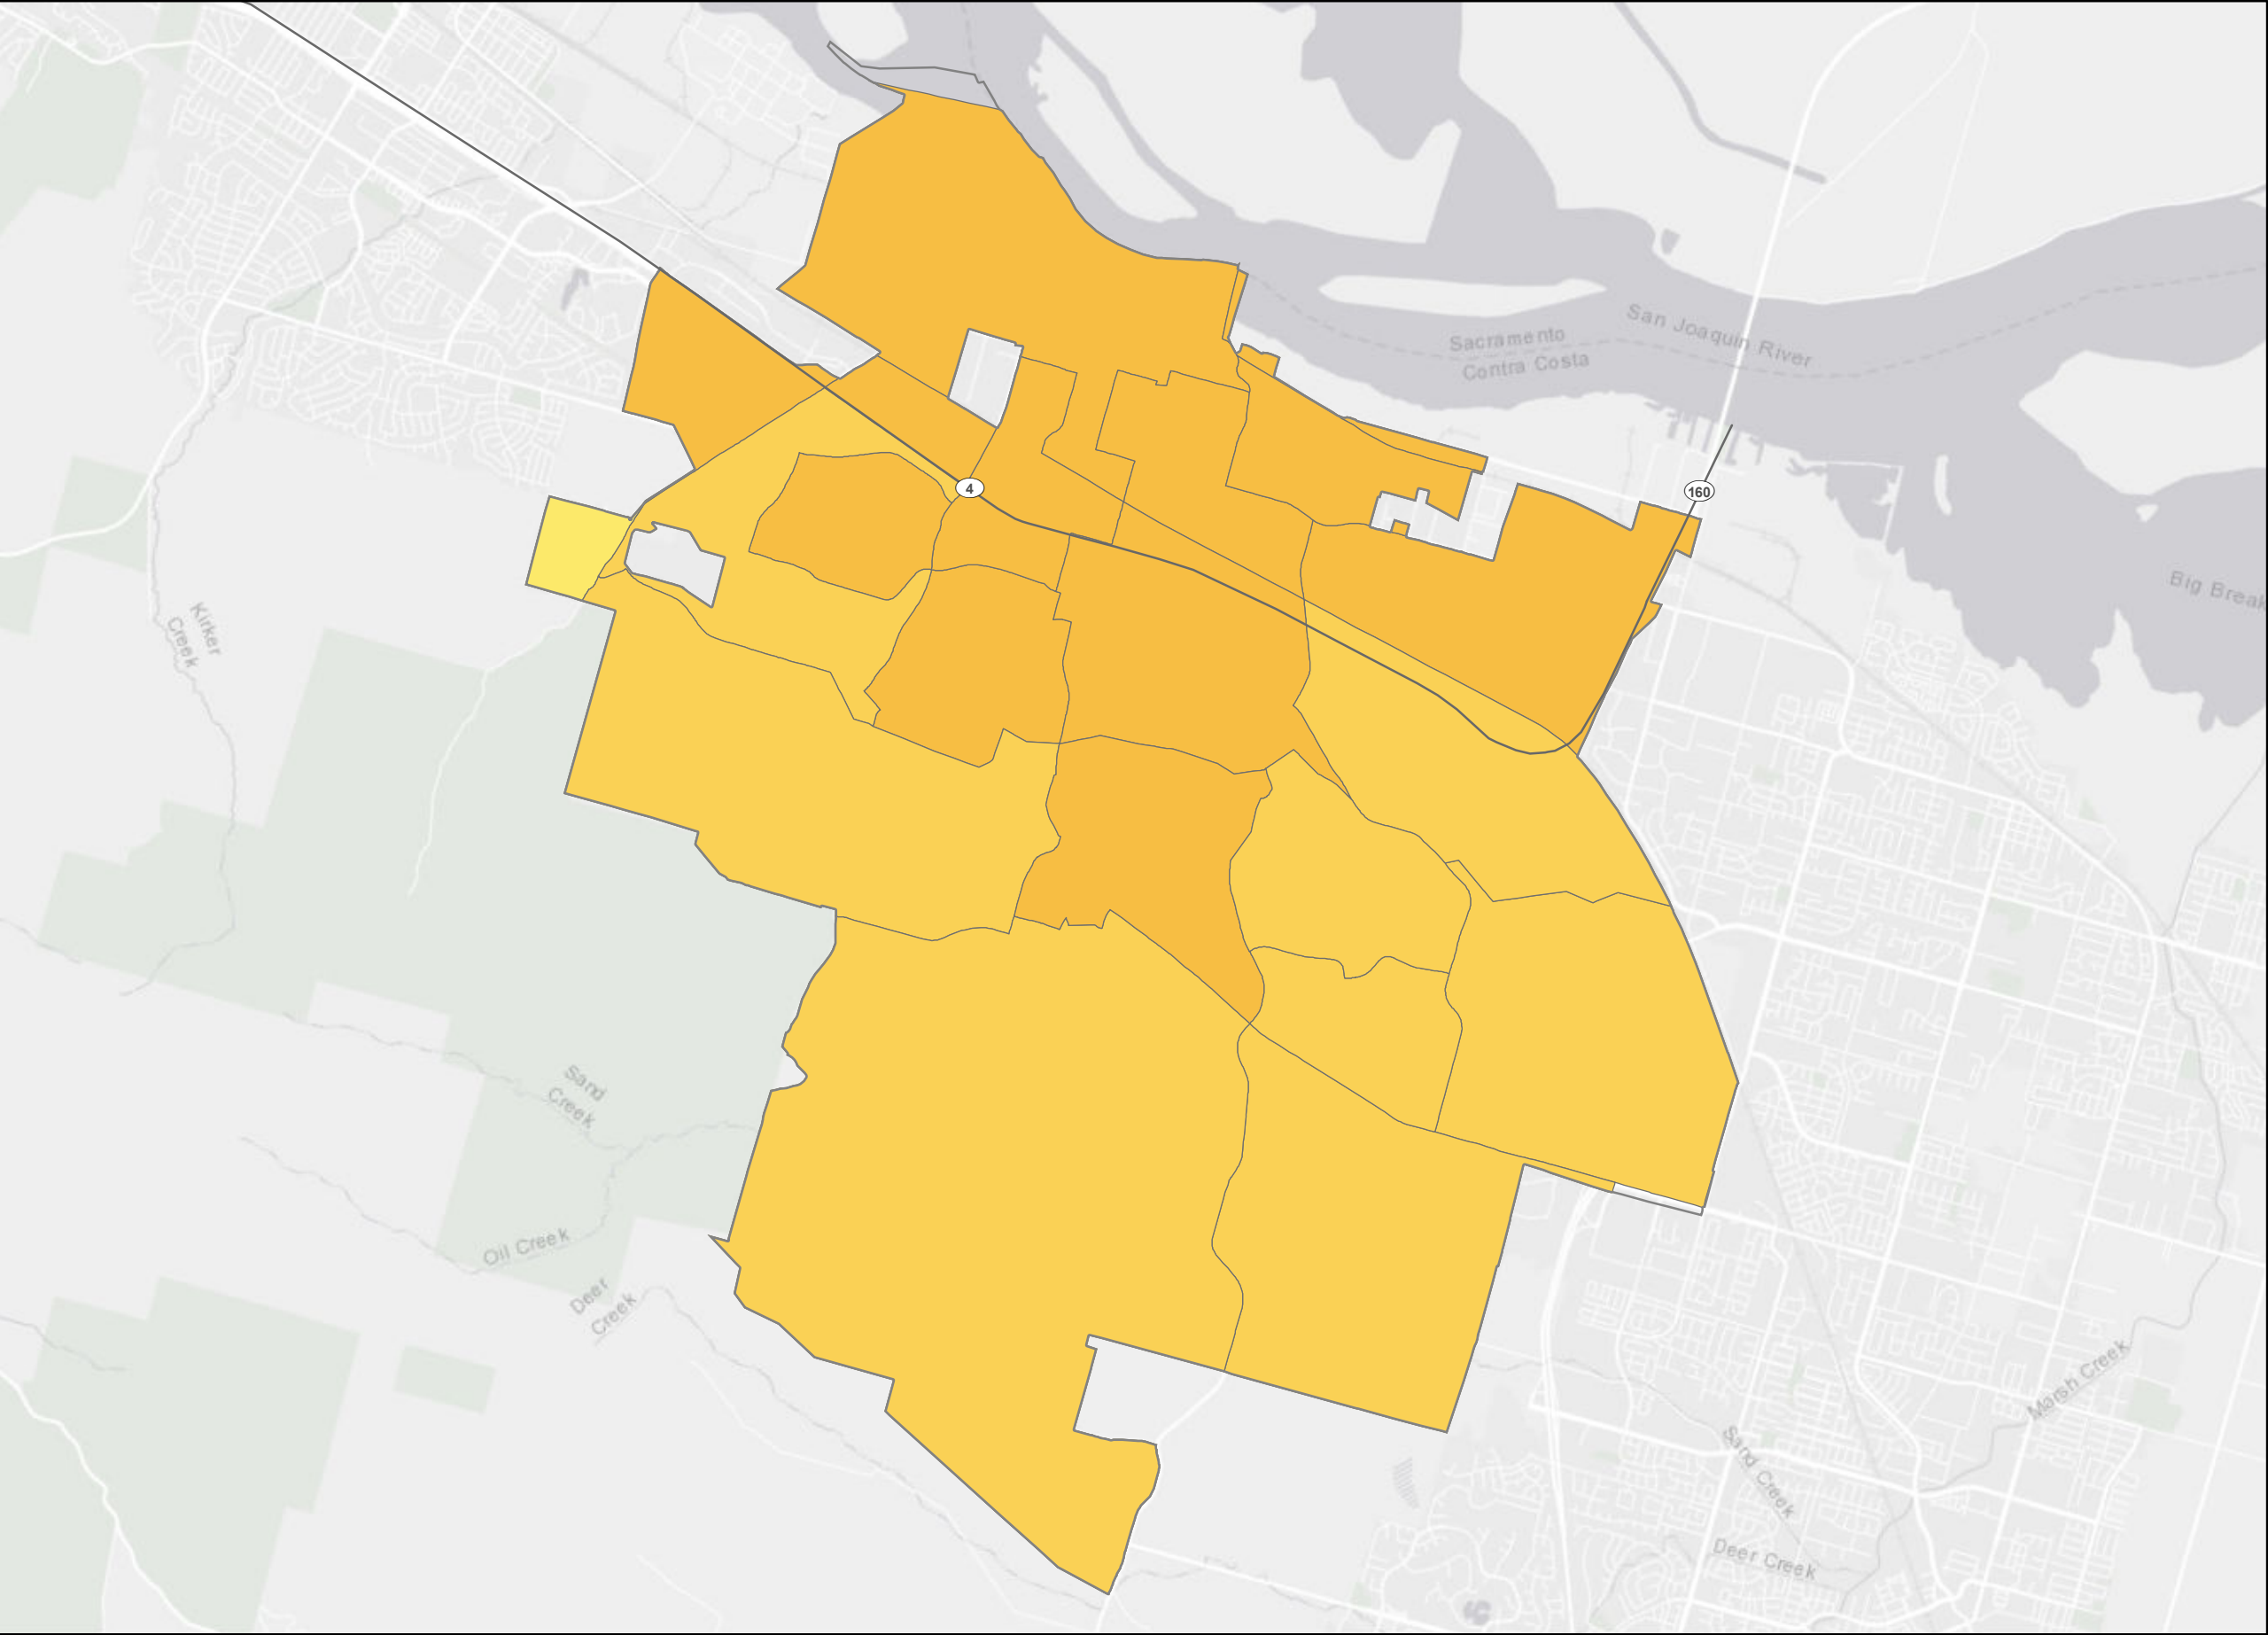 Sacramento
Contra Costa
San Joaquin River
4
160
Big Break
Kirker
Creek
Sand
Creek
Oil Creek
Deer
Creek
Marsh Creek
Sand Creek
Deer Creek